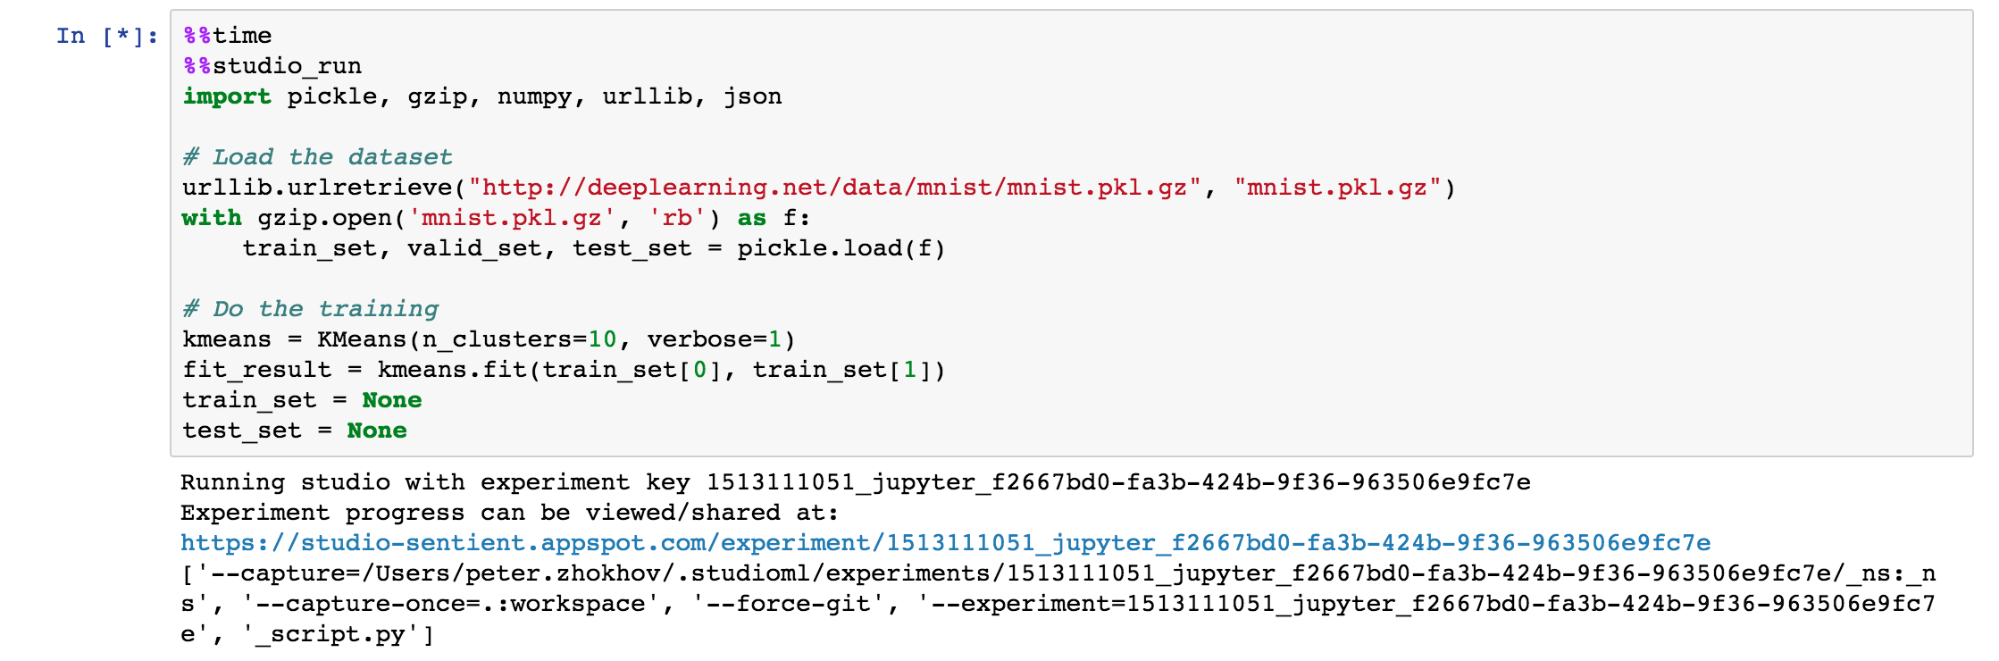 In [*]: %%time
%%studio_run
import pickle, gzip, numpy, urllib, json
# Load the dataset
urllib.urlretrieve("http://deeplearning.net/data/mnist/mnist.pkl.gz", "mnist.pkl.gz")
with gzip.open('mnist.pkl.gz', 'rb') as f:
    train_set, valid_set, test_set = pickle.load(f)
# Do the training
kmeans = KMeans(n_clusters=10, verbose=1)
fit_result = kmeans.fit(train_set[0], train_set[1])
train_set = None
test_set = None
Running studio with experiment key 1513111051_jupyter_f2667bd0-fa3b-424b-9f36-963506e9fc7e
Experiment progress can be viewed/shared at:
https://studio-sentient.appspot.com/experiment/1513111051_jupyter_f2667bd0-fa3b-424b-9f36-963506e9fc7e
['--capture=/Users/peter.zhokhov/.studioml/experiments/1513111051_jupyter_f2667bd0-fa3b-424b-9f36-963506e9fc7e/_ns:_n
s', '--capture-once=.:workspace', '--force-git', '--experiment=1513111051_jupyter_f2667bd0-fa3b-424b-9f36-963506e9fc7
e', '_script.py']